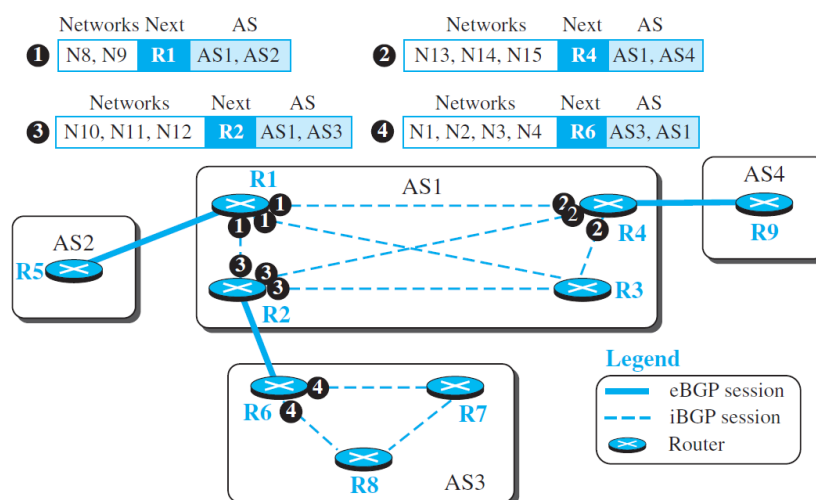 Networks Next AS
1 N8, N9 R1 AS1, AS2
Networks Next AS
2 N13, N14, N15 R4 AS1, AS4
Networks Next AS
3 N10, N11, N12 R2 AS1, AS3
Networks Next AS
4 N1, N2, N3, N4 R6 AS3, AS1
R1 AS1 AS4
1 1 1 2 2 2
R4 R9
AS2
R5
3 3 3
R2 R3
Legend
eBGP session
iBGP session
Router
4 4
R6 R7
R8 AS3